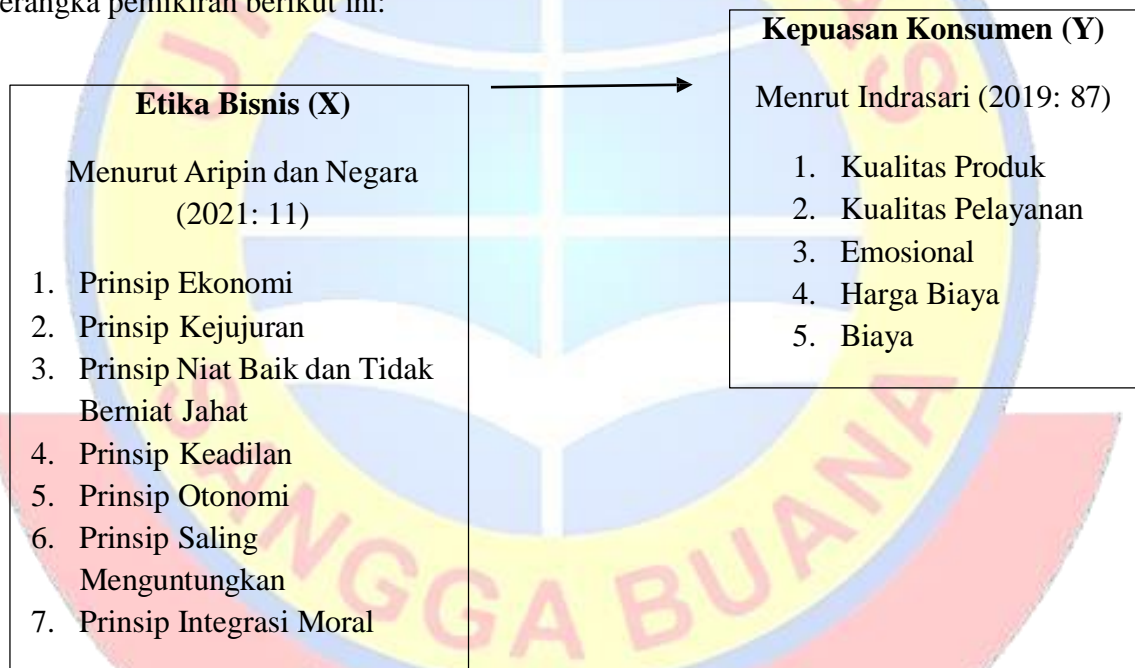 erangka pemikiran berikut ini:
Etika Bisnis (X)
Menurut Aripin dan Negara
(2021: 11)
1. Prinsip Ekonomi
2. Prinsip Kejujuran
3. Prinsip Niat Baik dan Tidak
Berniat Jahat
4. Prinsip Keadilan
5. Prinsip Otonomi
6. Prinsip Saling
Menguntungkan
7. Prinsip Integrasi Moral
Kepuasan Konsumen (Y)
Menrut Indrasari (2019: 87)
1. Kualitas Produk
2. Kualitas Pelayanan
3. Emosional
4. Harga Biaya
5. Biaya
SANGGA BUANA